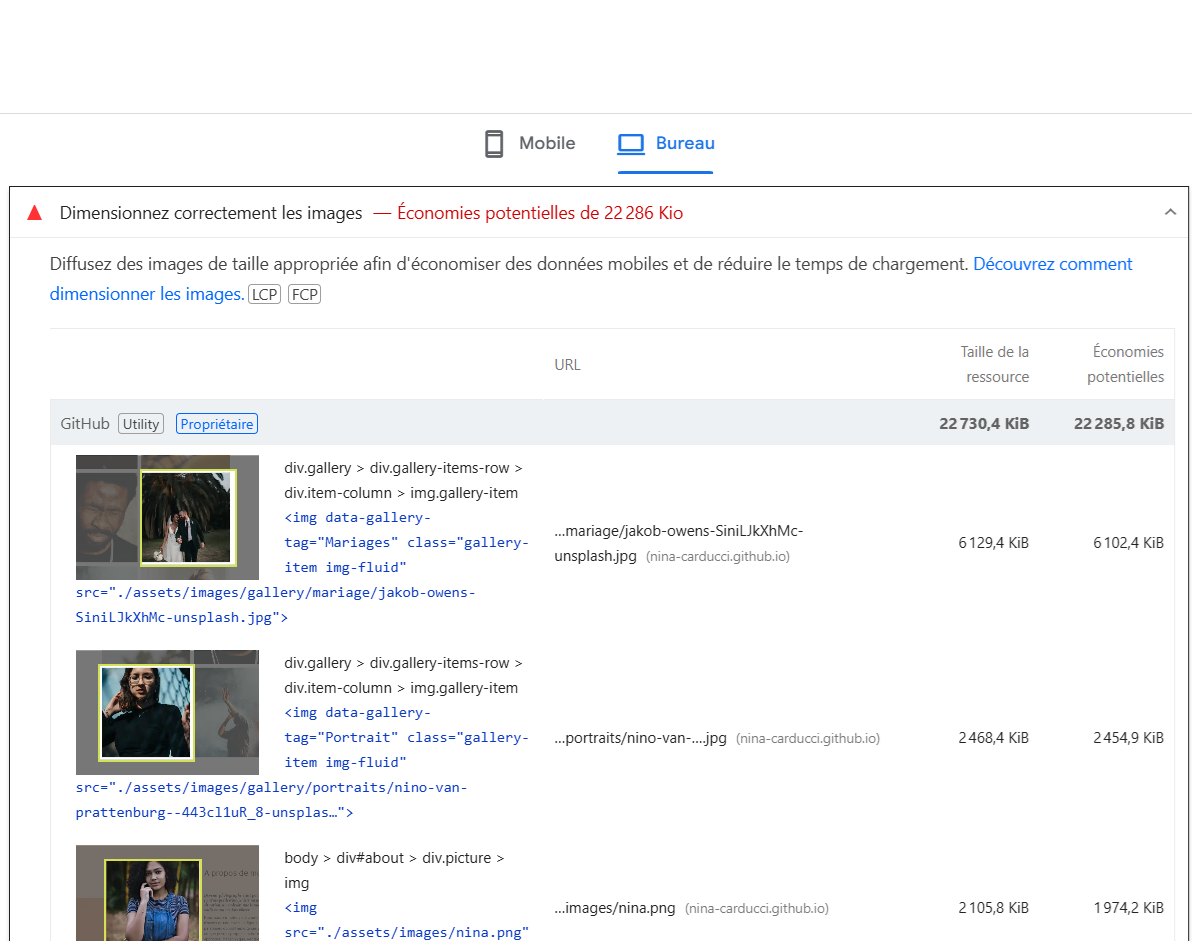 Mobile
Bureau
Dimensionnez correctement les images — Économies potentielles de 22 286 Kio
Diffusez des images de taille appropriée afin d'économiser des données mobiles et de réduire le temps de chargement. Découvrez comment
dimensionner les images. LCP FCP
URL
Taille de la
ressource
Économies
potentielles
GitHub Utility Propriétaire 22 730,4 KiB 22 285,8 KiB
div.gallery > div.gallery-items-row >
div.item-column > img.gallery-item
<img data-gallery-
tag="Mariages" class="gallery-
item img-fluid"
src="./assets/images/gallery/mariage/jakob-owens-
SiniLJkXhMc-unsplash.jpg">
…mariage/jakob-owens-SiniLJkXhMc-
unsplash.jpg (nina-carducci.github.io)
6 129,4 KiB
6 102,4 KiB
div.gallery > div.gallery-items-row >
div.item-column > img.gallery-item
<img data-gallery-
tag="Portrait" class="gallery-
item img-fluid"
src="./assets/images/gallery/portraits/nino-van-
prattenburg--443cl1uR_8-unsplas…">
…portraits/nino-van-….jpg (nina-carducci.github.io)
2 468,4 KiB
2 454,9 KiB
A propos de
body > div#about > div.picture >
img
<img
src="./assets/images/nina.png"
…images/nina.png (nina-carducci.github.io)
2 105,8 KiB
1 974,2 KiB